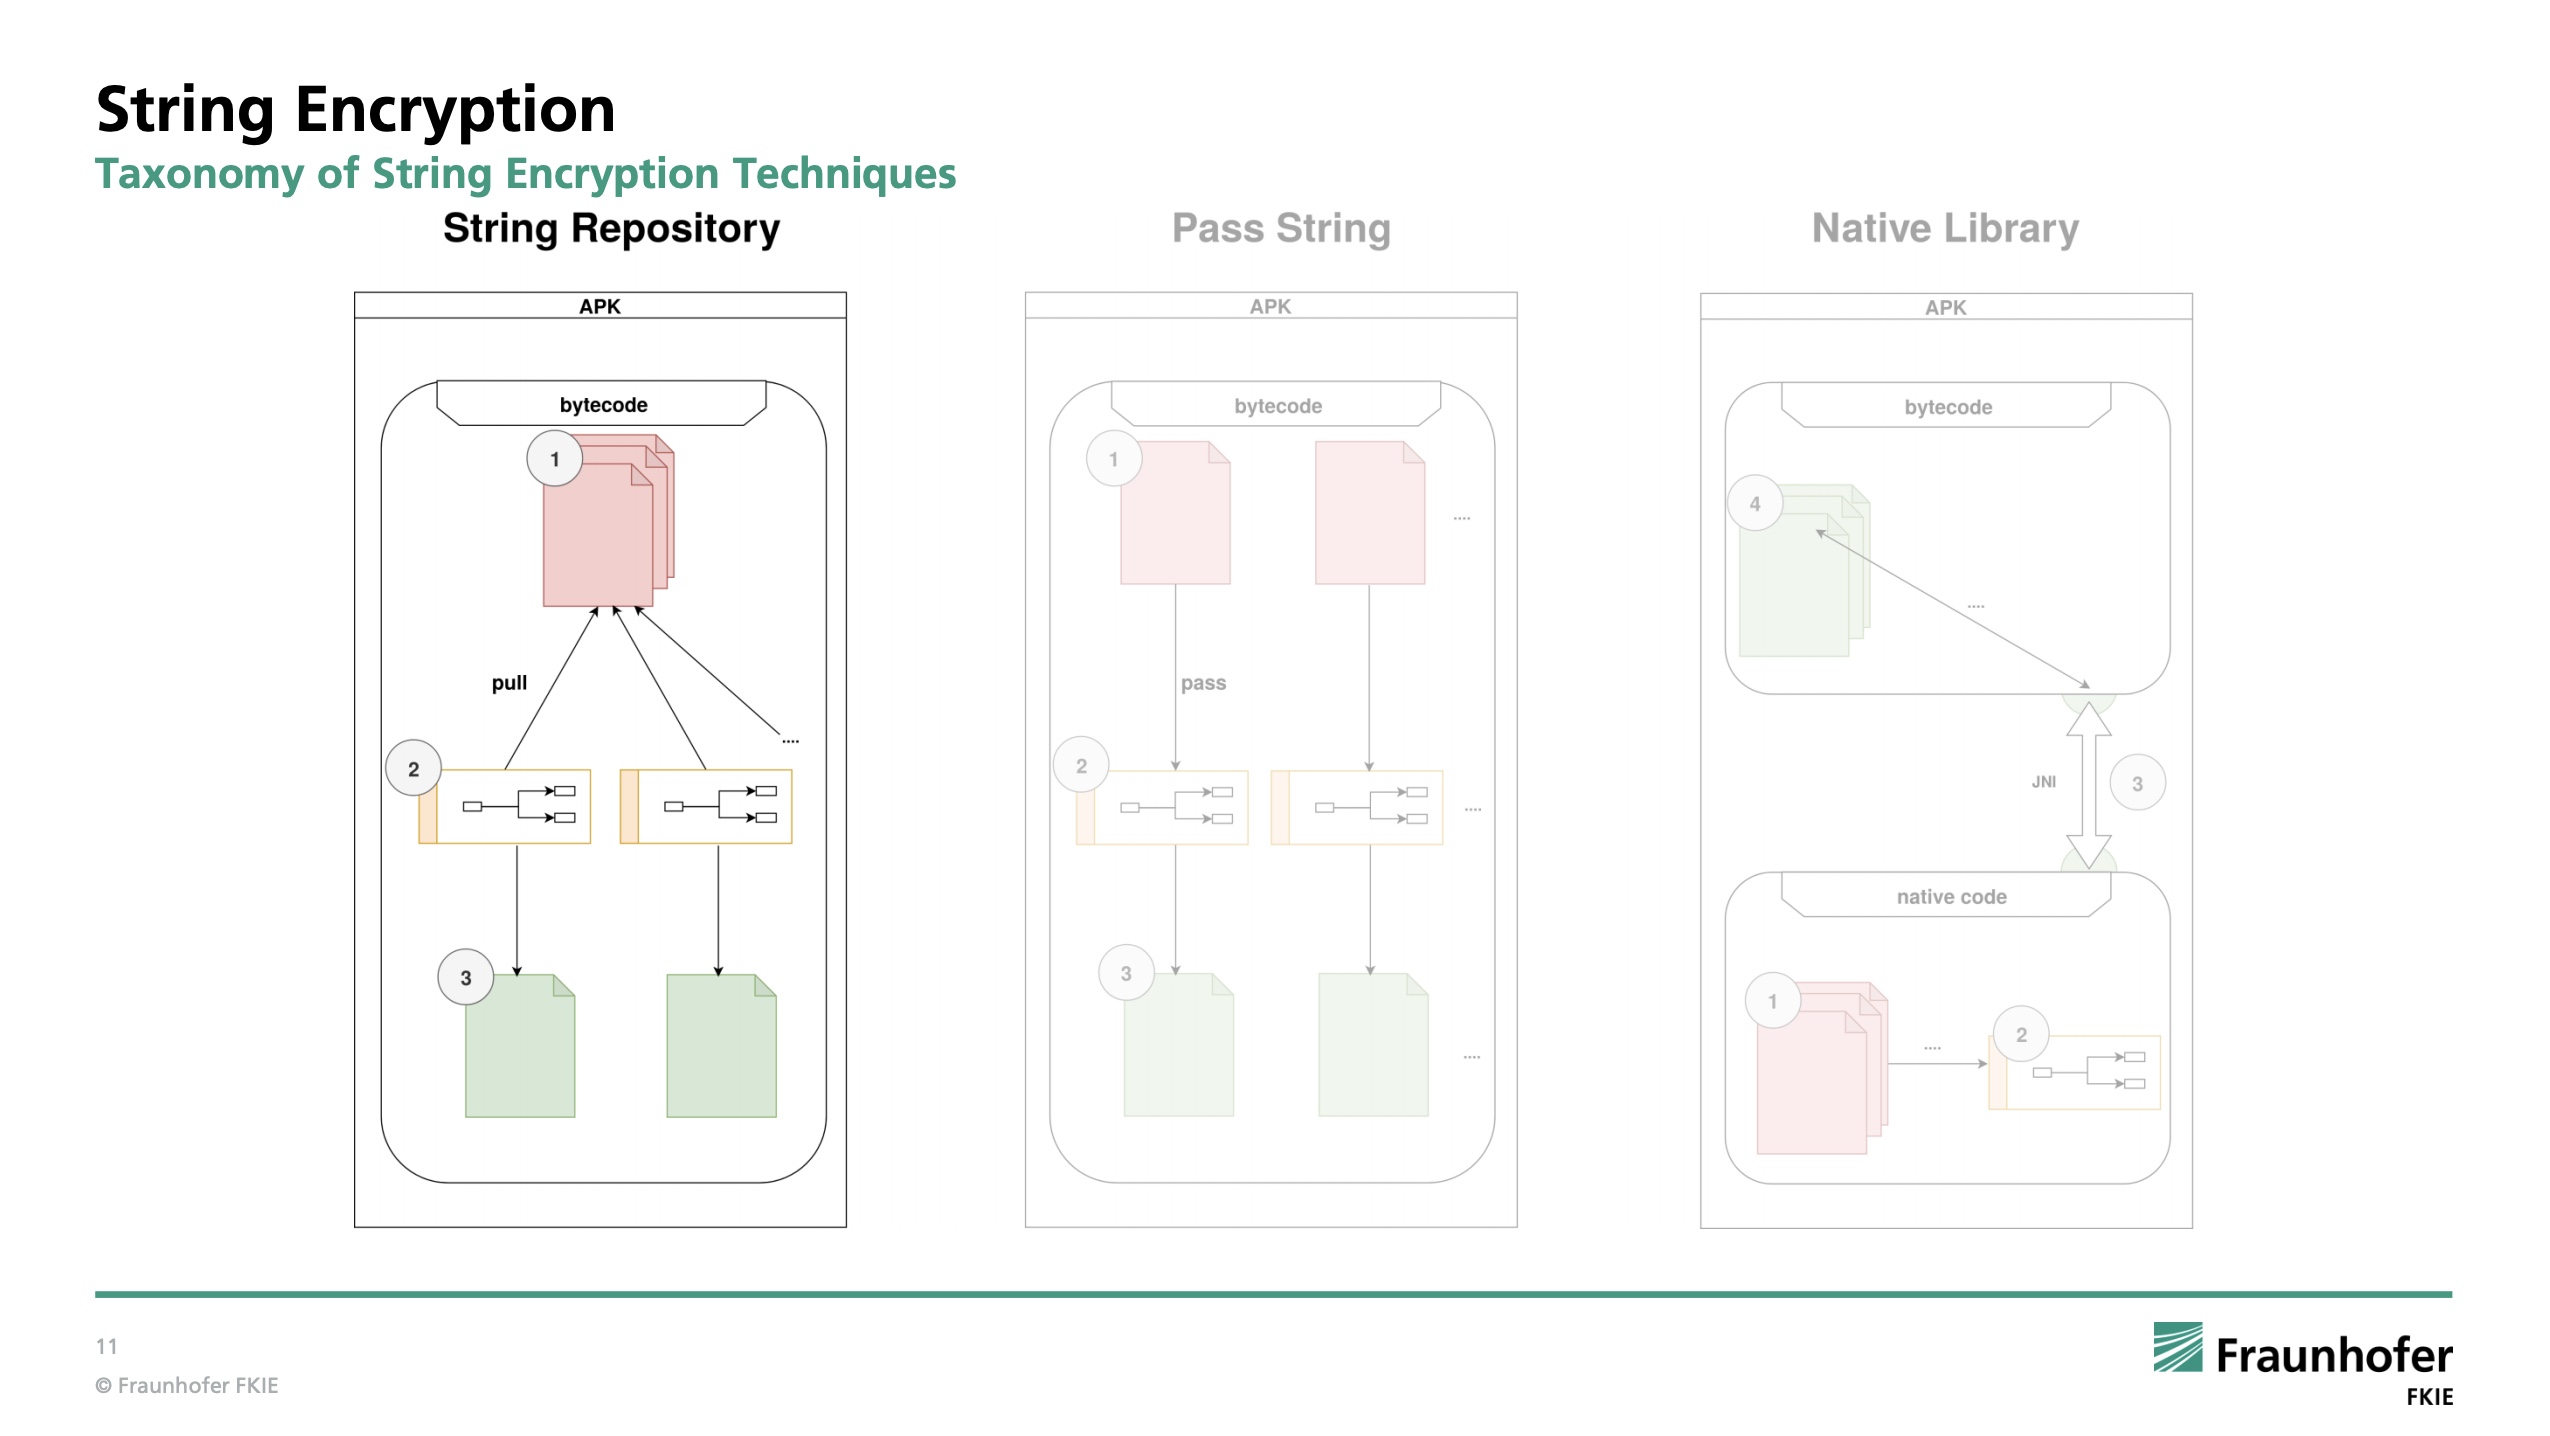 String Encryption
Taxonomy of String Encryption Techniques
String Repository
APK
bytecode
1
pull
....
2
3
Pass String
APK
bytecode
1
....
pass
2
....
3
....
Native Library
APK
bytecode
4
....
JNI
3
native code
1
....
2
11
© Fraunhofer FKIE
Fraunhofer
FKIE